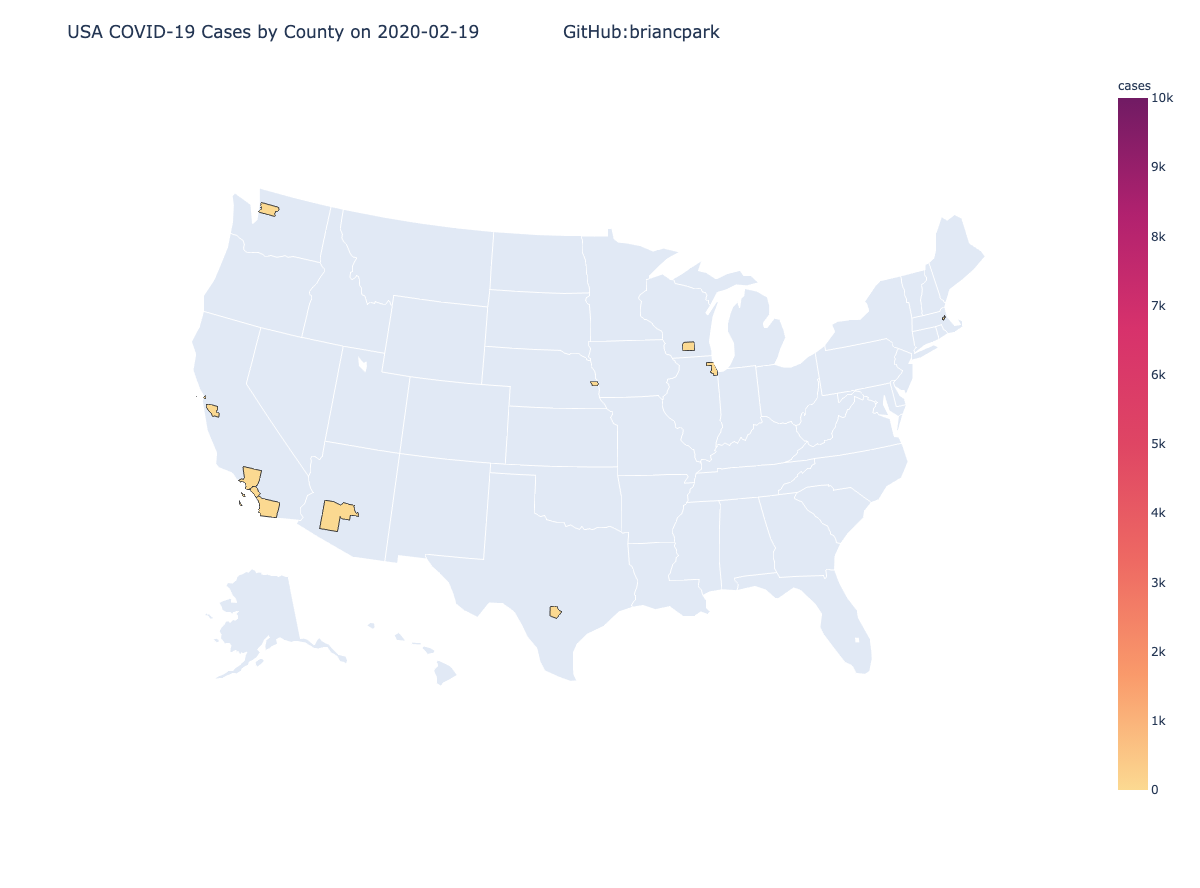 USA COVID-19 Cases by County on 2020-02-19 GitHub:briancpark
cases
10k
9k
8k
7k
6k
5k
4k
3k
2k
1k
0